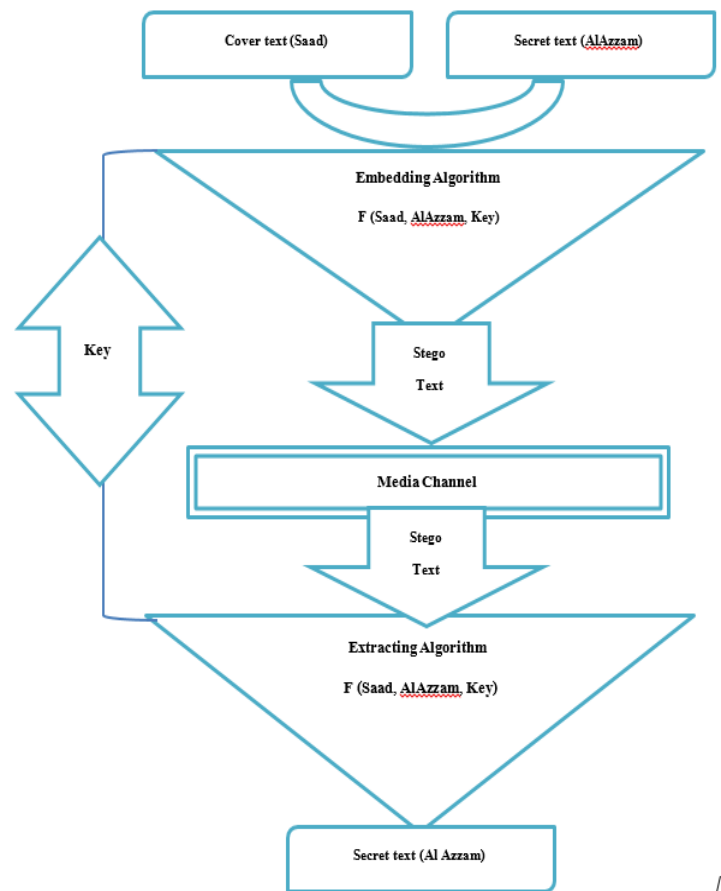 Cover text (Saad)
Secret text (AlAzzam)
Embedding Algorithm
F (Saad, AlAzzam, Key)
Key
Stego
Text
Media Channel
Stego
Text
Extracting Algorithm
F (Saad, AlAzzam, Key)
Secret text (Al Azzam)